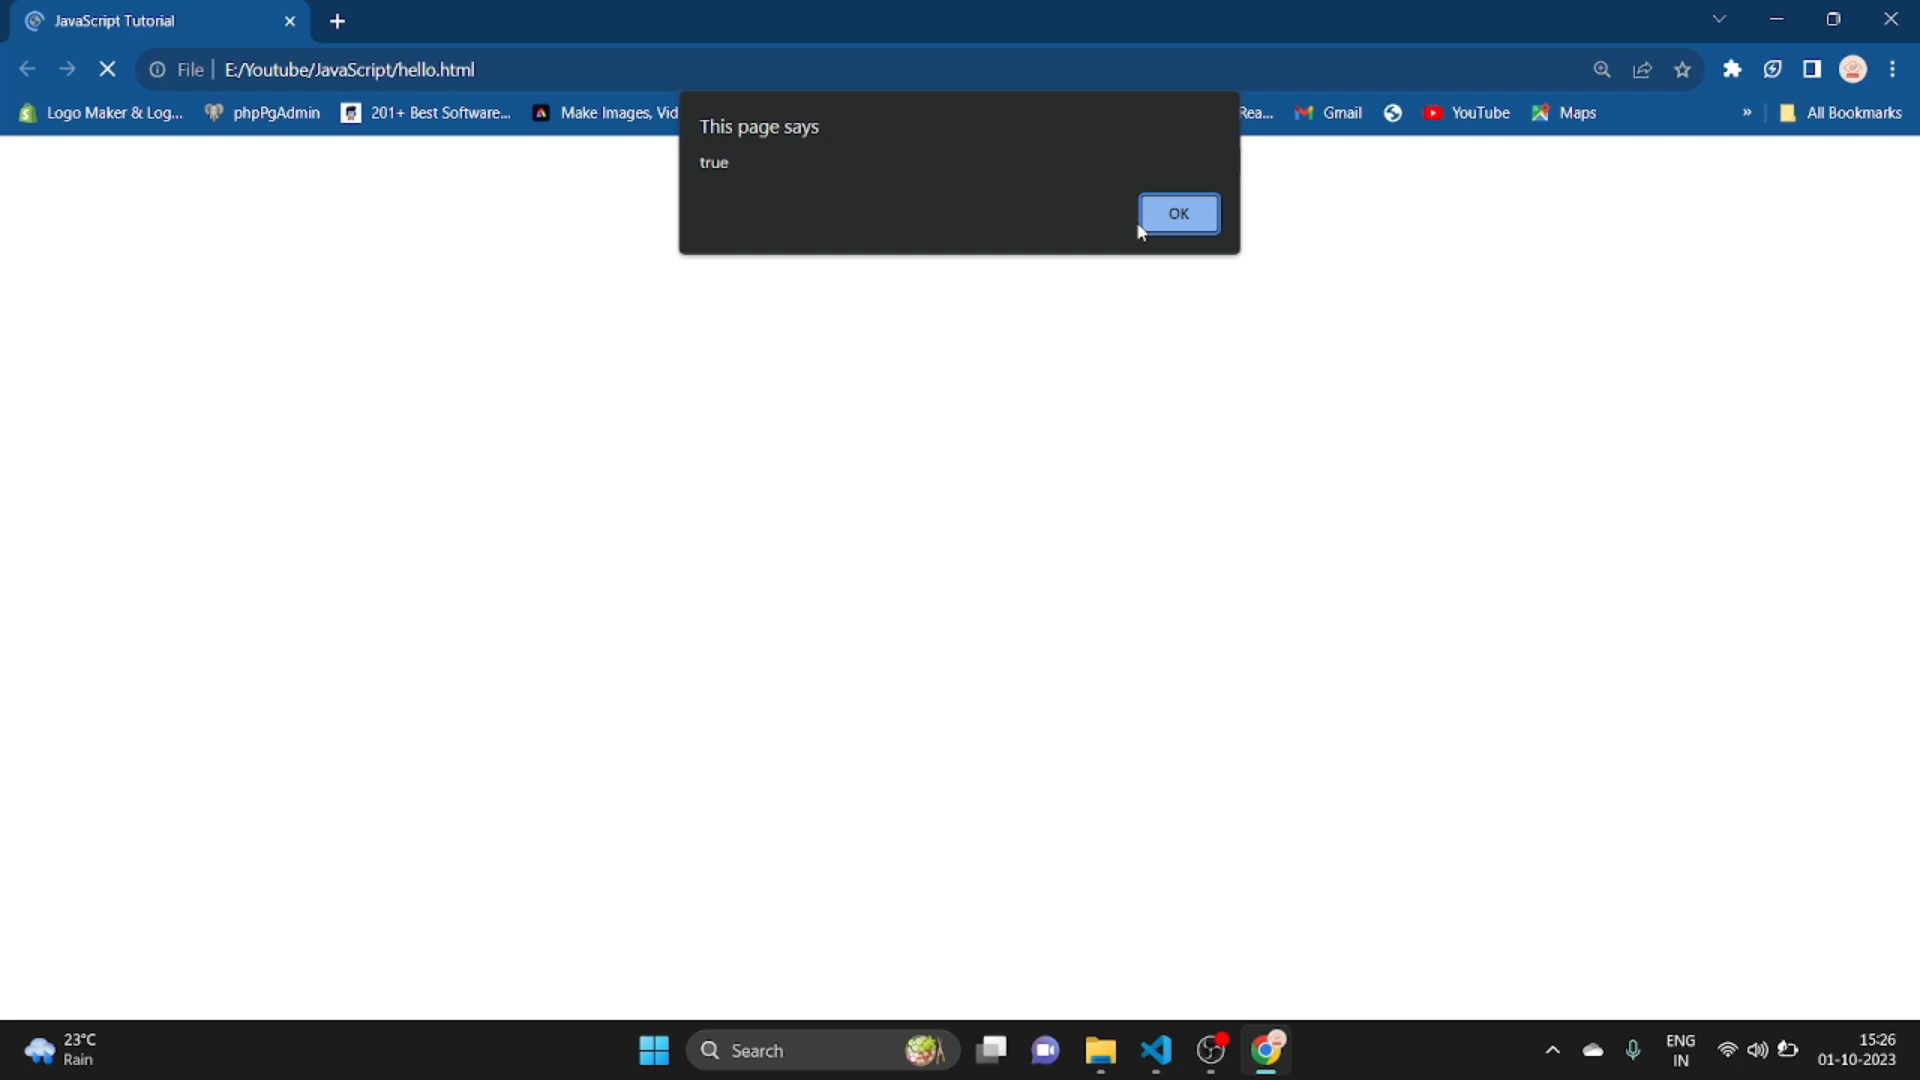 JavaScript Tutorial
File
E:/Youtube/JavaScript/hello.html
Logo Maker & Log...
phpPgAdmin
201+ Best Software...
Make Images, Vid
Rea...
Gmail
YouTube
Maps
»
All Bookmarks
This page says
true
OK
23°C
Rain
Search
ENG
IN
15:26
01-10-2023